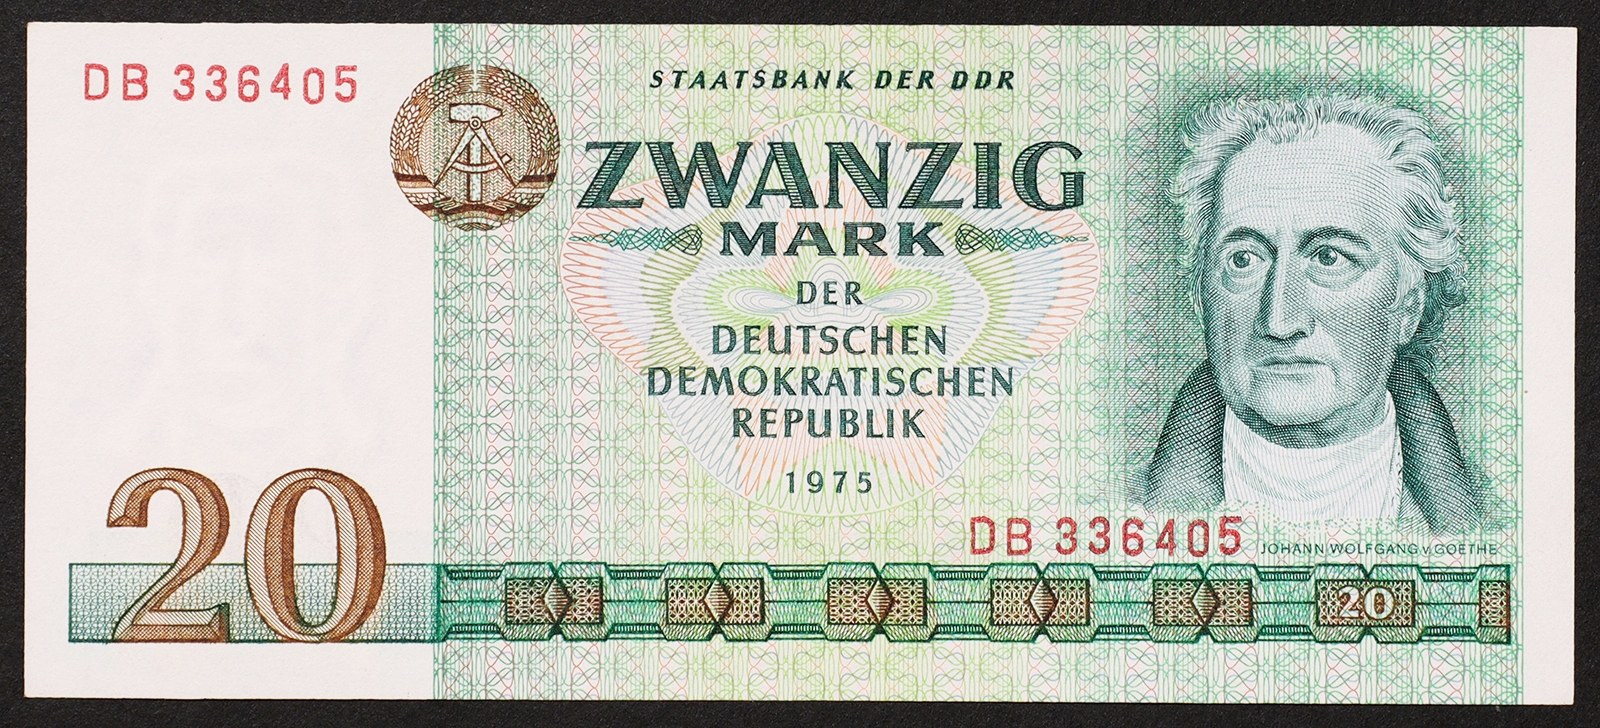 DB 336405
STAATSBANK DER DDR
ZWANZIG
MARK
DER
DEUTSCHEN
DEMOKRATISCHEN
REPUBLIK
1975
DB 336405
JOHANN WOLFGANG v. GOETHE
20
20